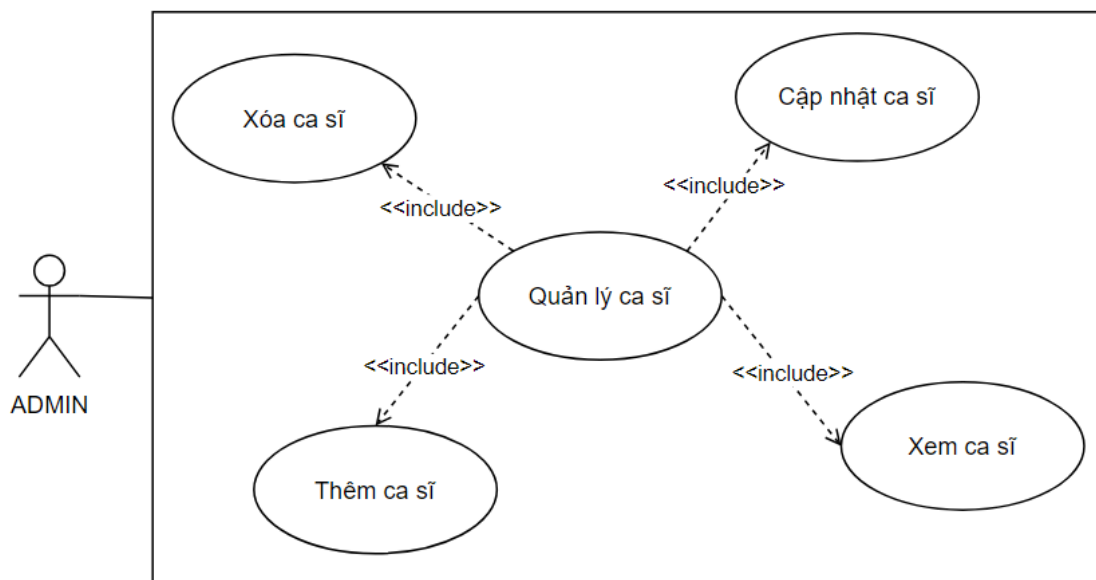 Xóa ca sĩ
Cập nhật ca sĩ
<<include>>
<<include>>
Quản lý ca sĩ
<<include>>
<<include>>
ADMIN
Thêm ca sĩ
Xem ca sĩ